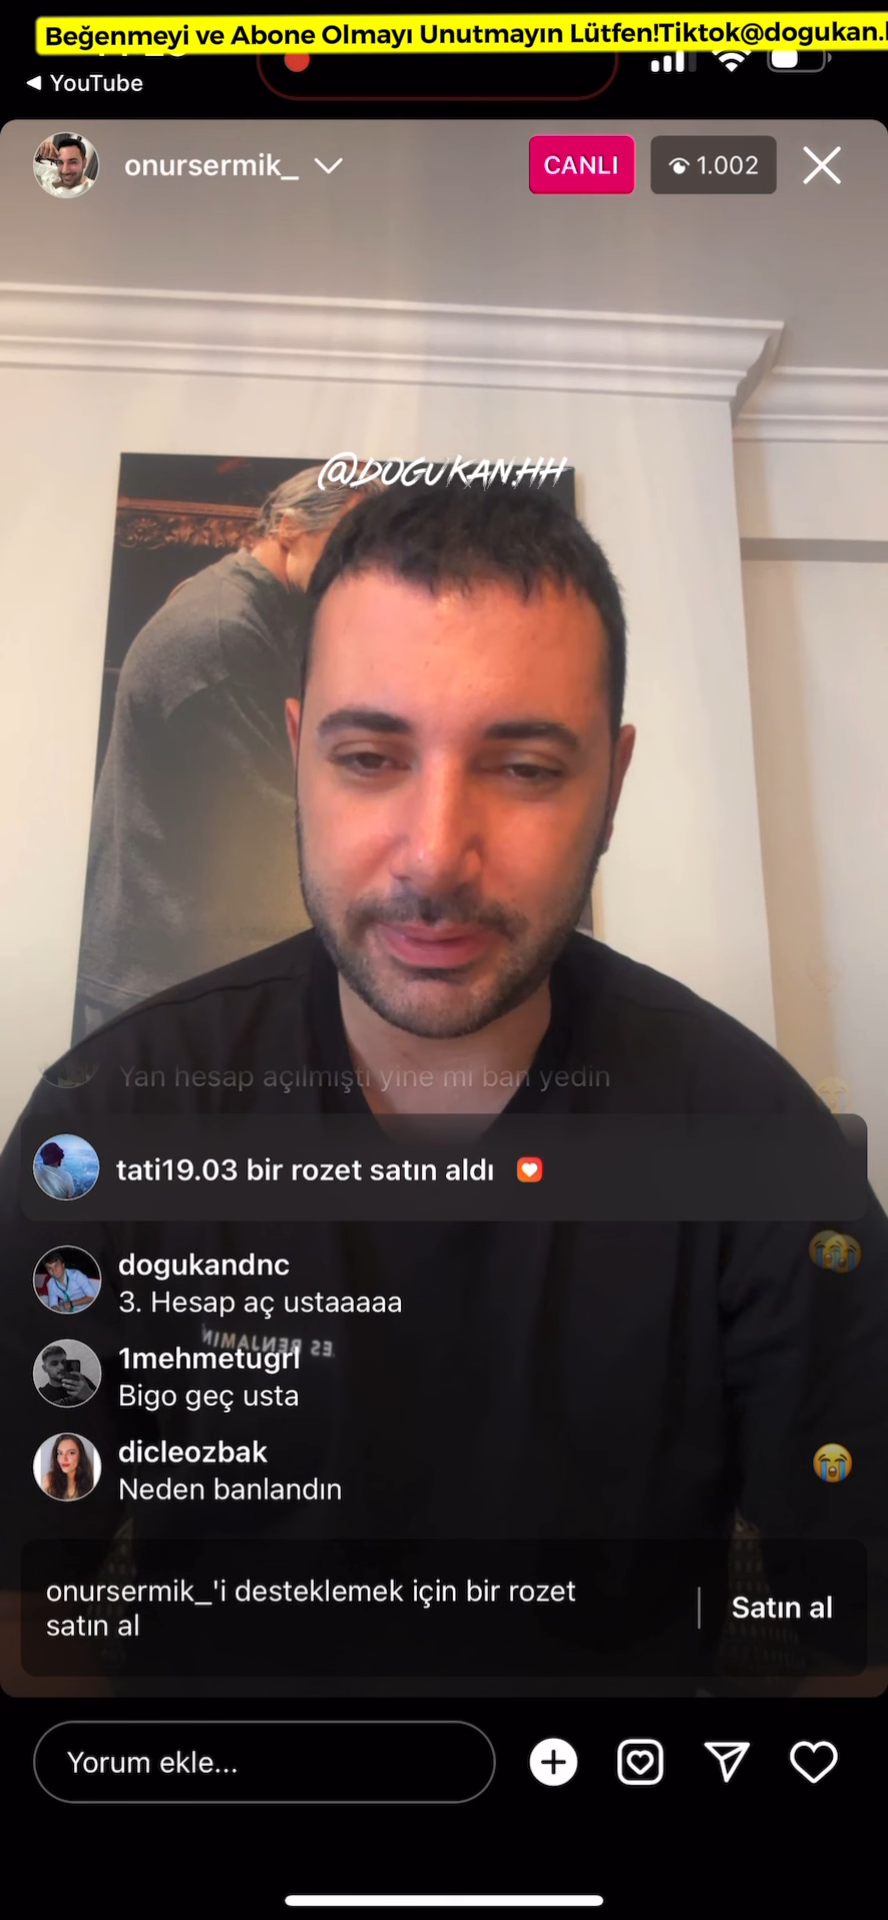 Beğenmeyi ve Abone Olmayı Unutmayın Lütfen!Tiktok@dogukan.
YouTube
onursermik_
CANLI
1.002
@DOGUKAN.HH
Yan hesap açılmıştı yine mi ban yedin
tati19.03 bir rozet satın aldı
dogukandnc
3. Hesap aç ustaaaaa
ES BENJAMIN
1mehmetugrl
Bigo geç usta
dicleozbak
Neden banlandın
onursermik_'i desteklemek için bir rozet
satın al
Satın al
Yorum ekle...